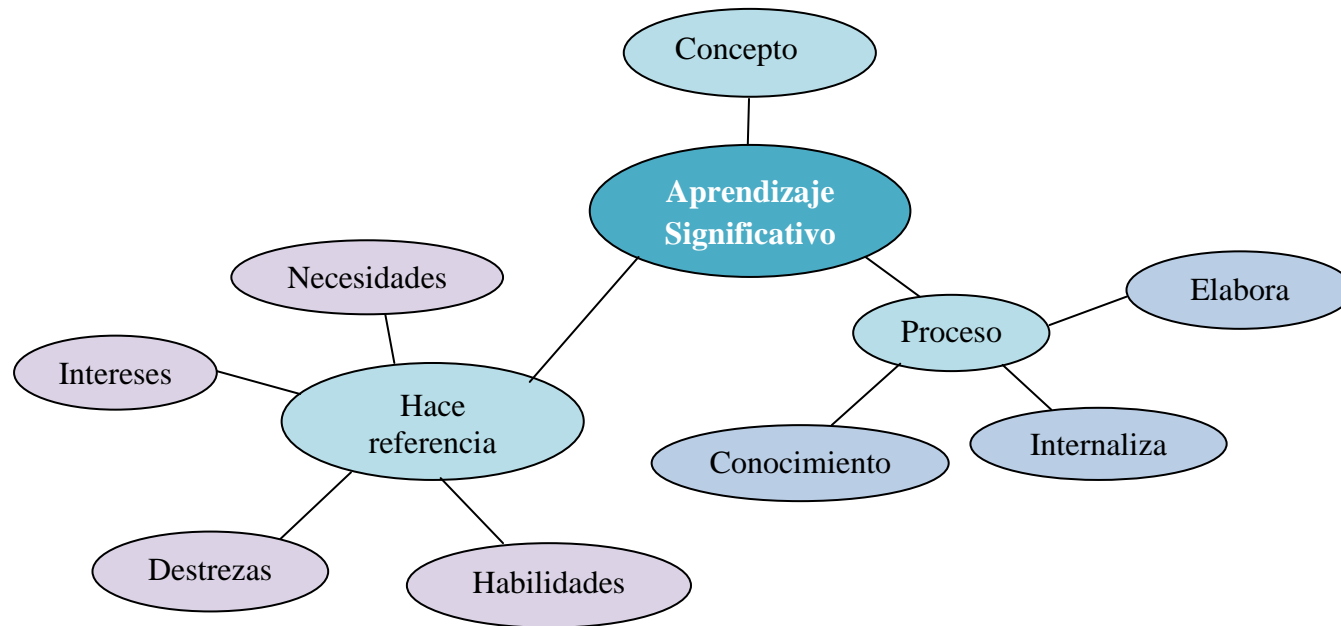 Concepto
Aprendizaje
Significativo
Necesidades
Elabora
Proceso
Intereses
Hace
referencia
Internaliza
Conocimiento
Destrezas
Habilidades